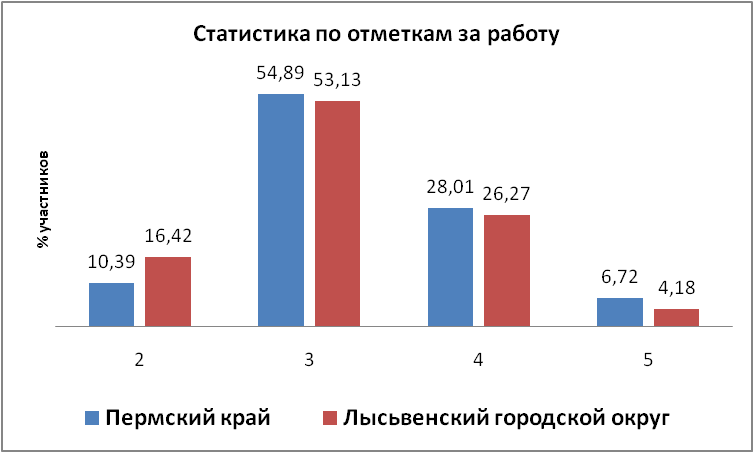 Статистика по отметкам за работу
% участников
54,89
53,13
28,01
26,27
16,42
10,39
6,72
4,18
2 3 4 5
Пермский край Лысьвенский городской округ